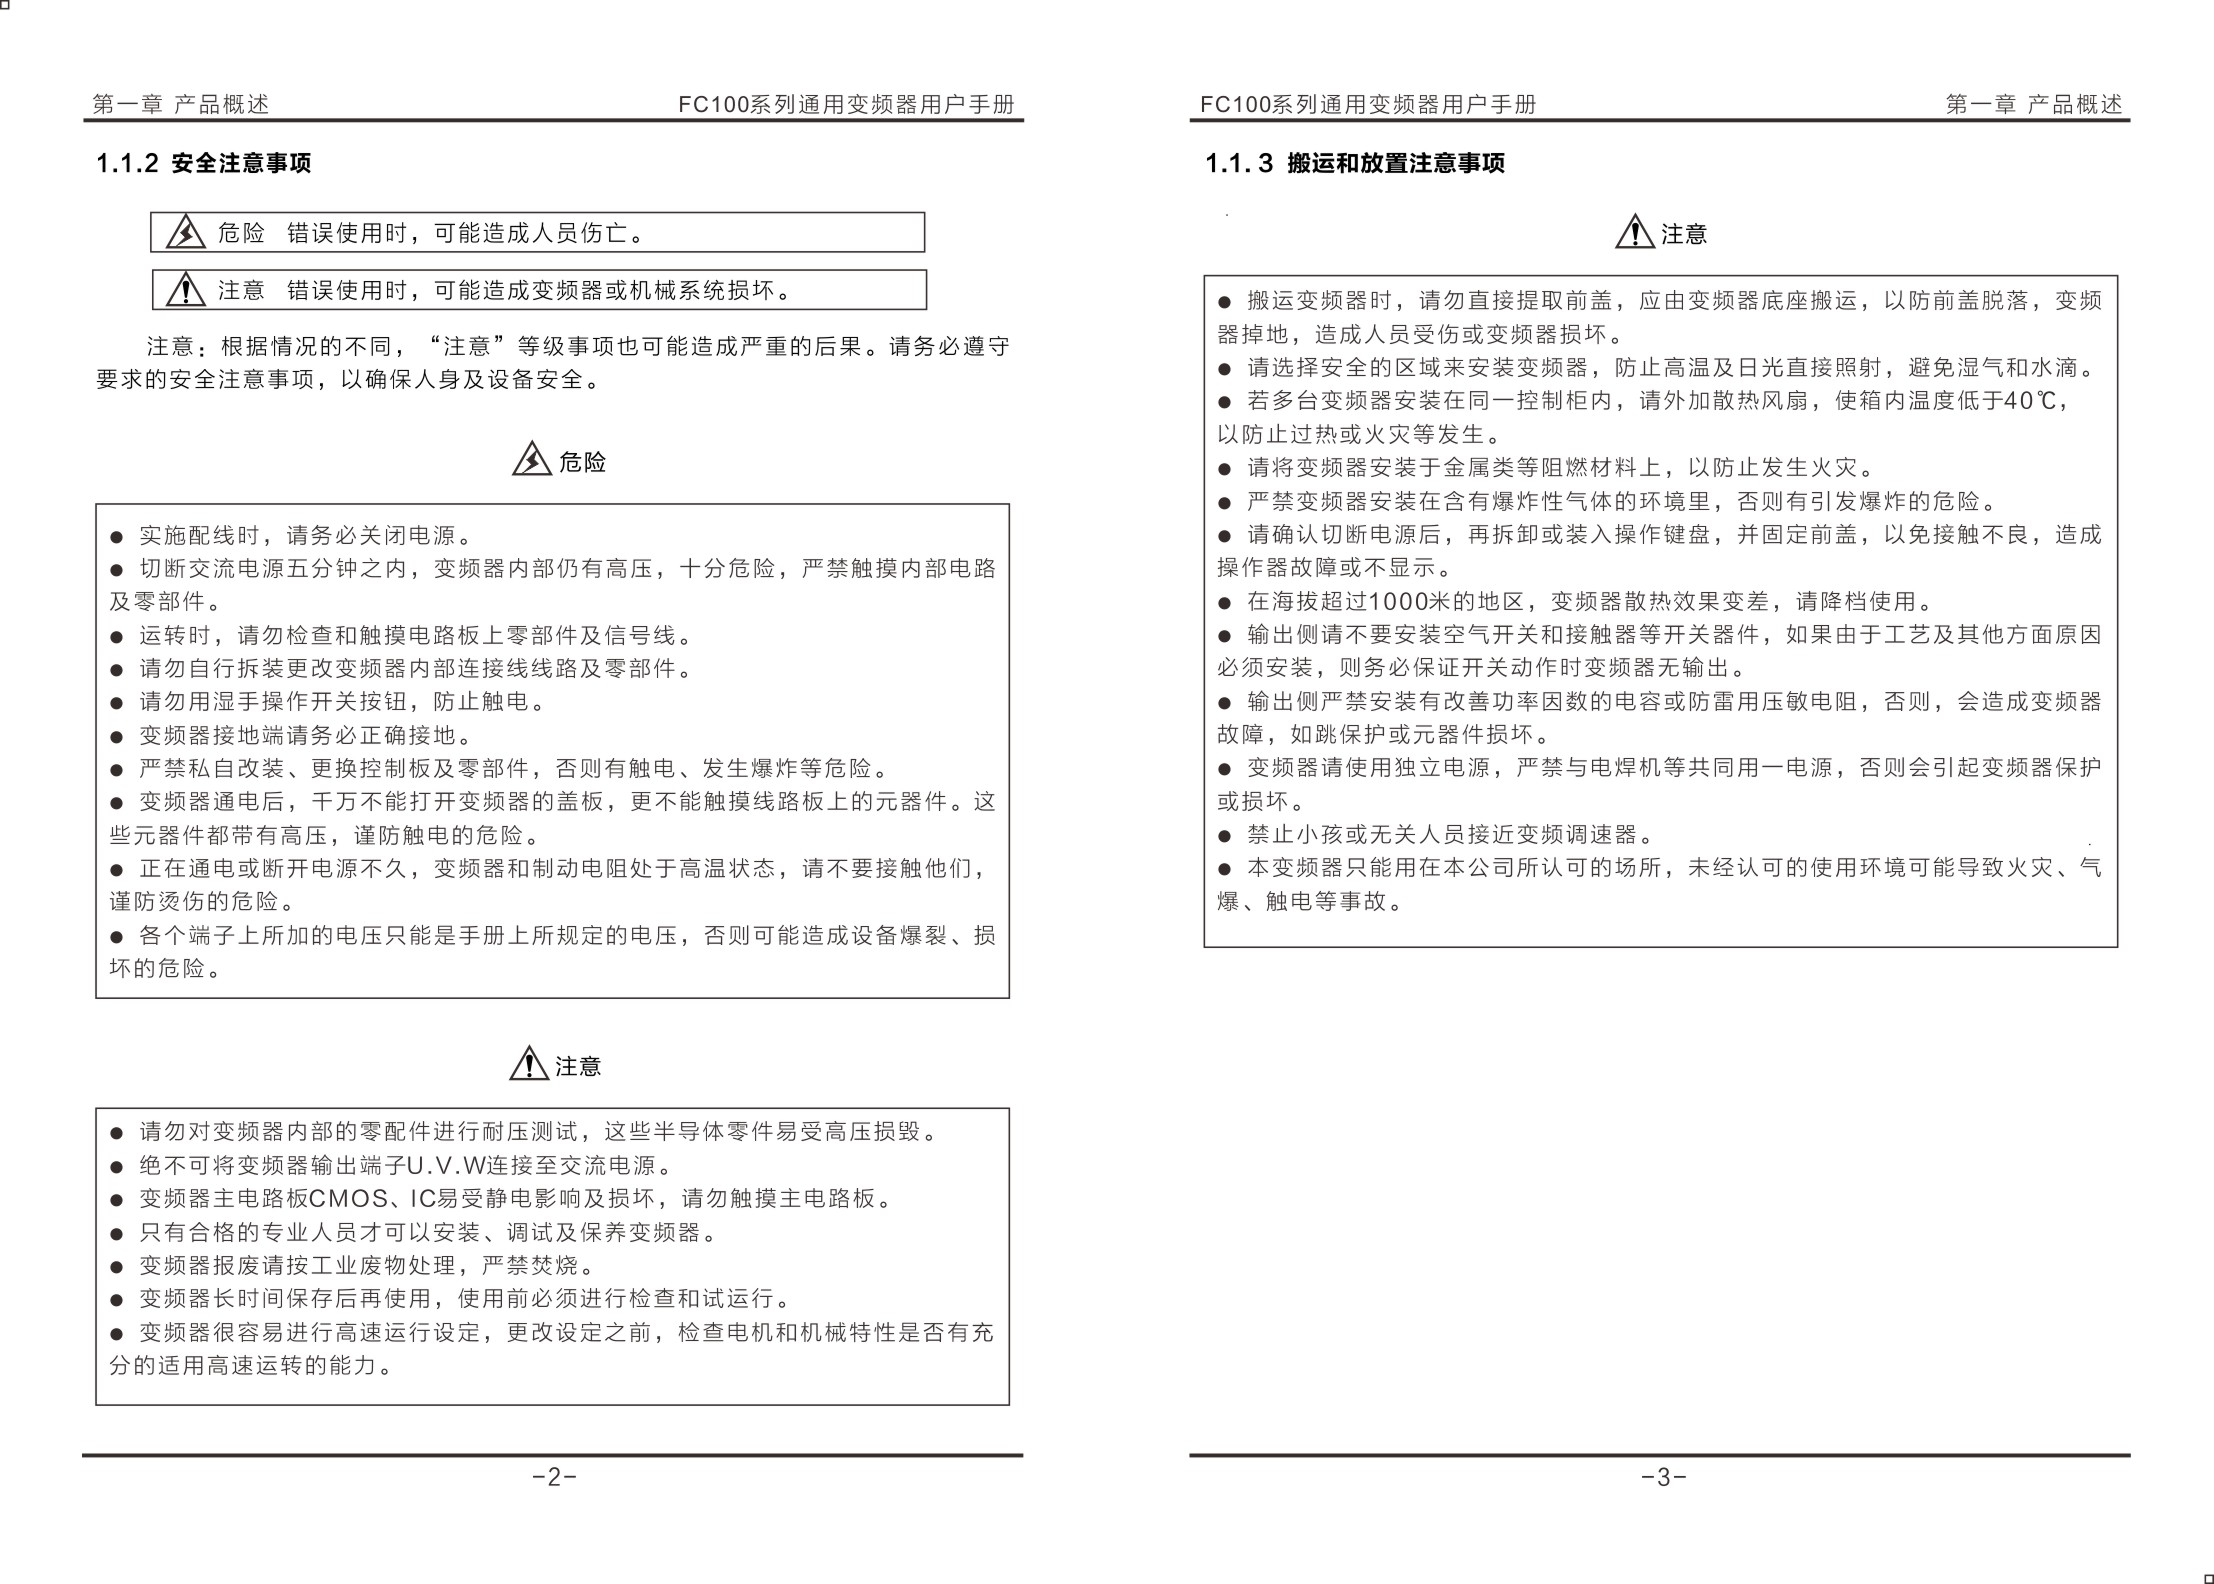 第一章 产品概述
FC100系列通用变频器用户手册
1.1.2 安全注意事项
危险 错误使用时，可能造成人员伤亡。
注意 错误使用时，可能造成变频器或机械系统损坏。
注意：根据情况的不同，“注意”等级事项也可能造成严重的后果。请务必遵守
要求的安全注意事项，以确保人身及设备安全。
危险
● 实施配线时，请务必关闭电源。
● 切断交流电源五分钟之内，变频器内部仍有高压，十分危险，严禁触摸内部电路
及零部件。
● 运转时，请勿检查和触摸电路板上零部件及信号线。
● 请勿自行拆装更改变频器内部连接线线路及零部件。
● 请勿用湿手操作开关按钮，防止触电。
● 变频器接地端请务必正确接地。
● 严禁私自改装、更换控制板及零部件，否则有触电、发生爆炸等危险。
● 变频器通电后，千万不能打开变频器的盖板，更不能触摸线路板上的元器件。这
些元器件都带有高压，谨防触电的危险。
● 正在通电或断开电源不久，变频器和制动电阻处于高温状态，请不要接触他们，
谨防烫伤的危险。
● 各个端子上所加的电压只能是手册上所规定的电压，否则可能造成设备爆裂、损
坏的危险。
注意
● 请勿对变频器内部的零配件进行耐压测试，这些半导体零件易受高压损毁。
● 绝不可将变频器输出端子U.V.W连接至交流电源。
● 变频器主电路板CMOS、IC易受静电影响及损坏，请勿触摸主电路板。
● 只有合格的专业人员才可以安装、调试及保养变频器。
● 变频器报废请按工业废物处理，严禁焚烧。
● 变频器长时间保存后再使用，使用前必须进行检查和试运行。
● 变频器很容易进行高速运行设定，更改设定之前，检查电机和机械特性是否有充
分的适用高速运转的能力。
-2-
FC100系列通用变频器用户手册
第一章 产品概述
1.1.3 搬运和放置注意事项
注意
● 搬运变频器时，请勿直接提取前盖，应由变频器底座搬运，以防前盖脱落，变频
器掉地，造成人员受伤或变频器损坏。
● 请选择安全的区域来安装变频器，防止高温及日光直接照射，避免湿气和水滴。
● 若多台变频器安装在同一控制柜内，请外加散热风扇，使箱内温度低于40℃，
以防止过热或火灾等发生。
● 请将变频器安装于金属类等阻燃材料上，以防止发生火灾。
● 严禁变频器安装在含有爆炸性气体的环境里，否则有引发爆炸的危险。
● 请确认切断电源后，再拆卸或装入操作键盘，并固定前盖，以免接触不良，造成
操作器故障或不显示。
● 在海拔超过1000米的地区，变频器散热效果变差，请降档使用。
● 输出侧请不要安装空气开关和接触器等开关器件，如果由于工艺及其他方面原因
必须安装，则务必保证开关动作时变频器无输出。
● 输出侧严禁安装有改善功率因数的电容或防雷用压敏电阻，否则，会造成变频器
故障，如跳保护或元器件损坏。
● 变频器请使用独立电源，严禁与电焊机等共同用一电源，否则会引起变频器保护
或损坏。
● 禁止小孩或无关人员接近变频调速器。
● 本变频器只能用在本公司所认可的场所，未经认可的使用环境可能导致火灾、气
爆、触电等事故。
-3-